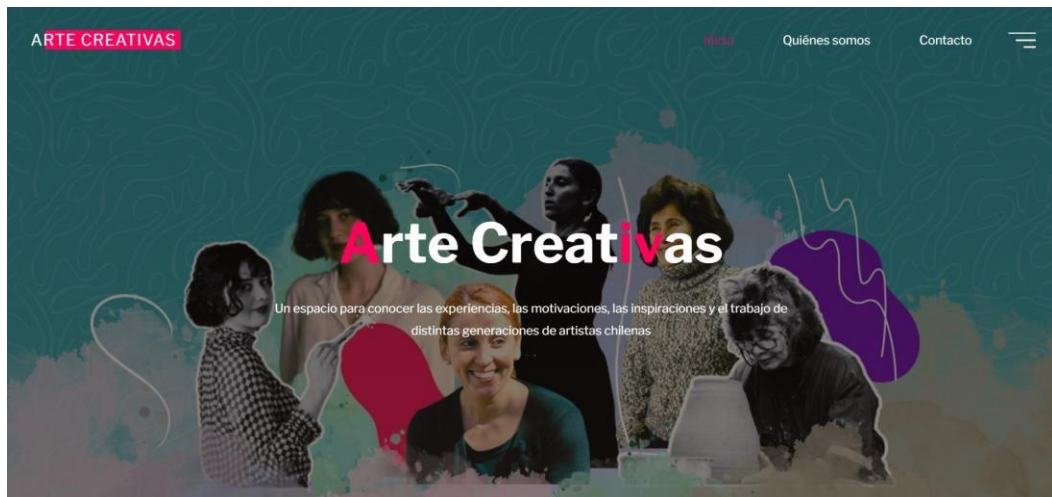 ARTE CREATIVAS
Inicio
Quiénes somos
Contacto
Arte Creativas
Un espacio para conocer las experiencias, las motivaciones, las inspiraciones y el trabajo de
distintas generaciones de artistas chilenas